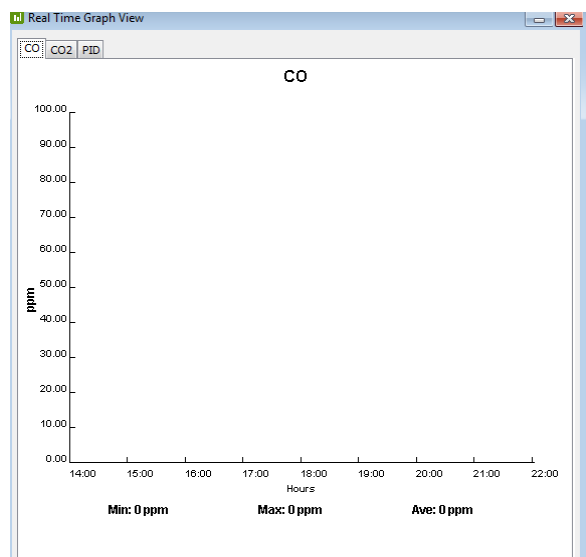 Real Time Graph View
CO CO2 PID
CO
100.00
90.00
80.00
70.00
60.00
50.00
40.00
30.00
20.00
10.00
0.00
ppm
14:00 15:00 16:00 17:00 18:00 19:00 20:00 21:00 22:00
Hours
Min: 0 ppm Max: 0 ppm Ave: 0 ppm